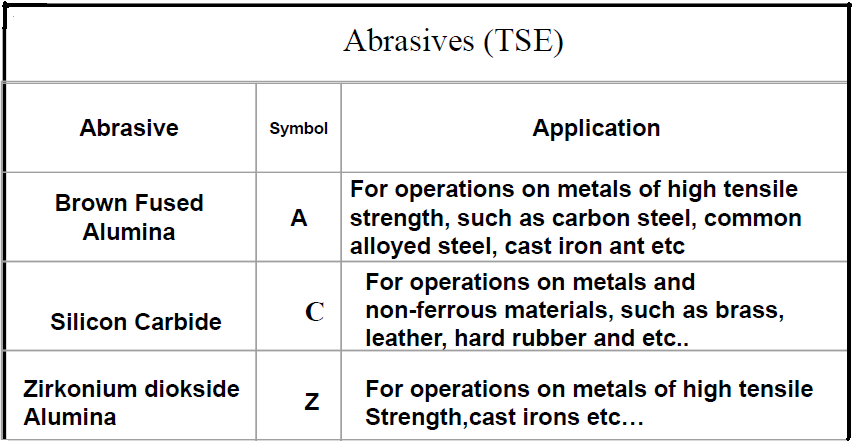 Abrasives (TSE)
Abrasive
Symbol
Application
Brown Fused
Alumina
A
For operations on metals of high tensile
strength, such as carbon steel, common
alloyed steel, cast iron ant etc
Silicon Carbide
C
For operations on metals and
non-ferrous materials, such as brass,
leather, hard rubber and etc..
Zirkonium diokside
Alumina
Z
For operations on metals of high tensile
Strength,cast irons etc…